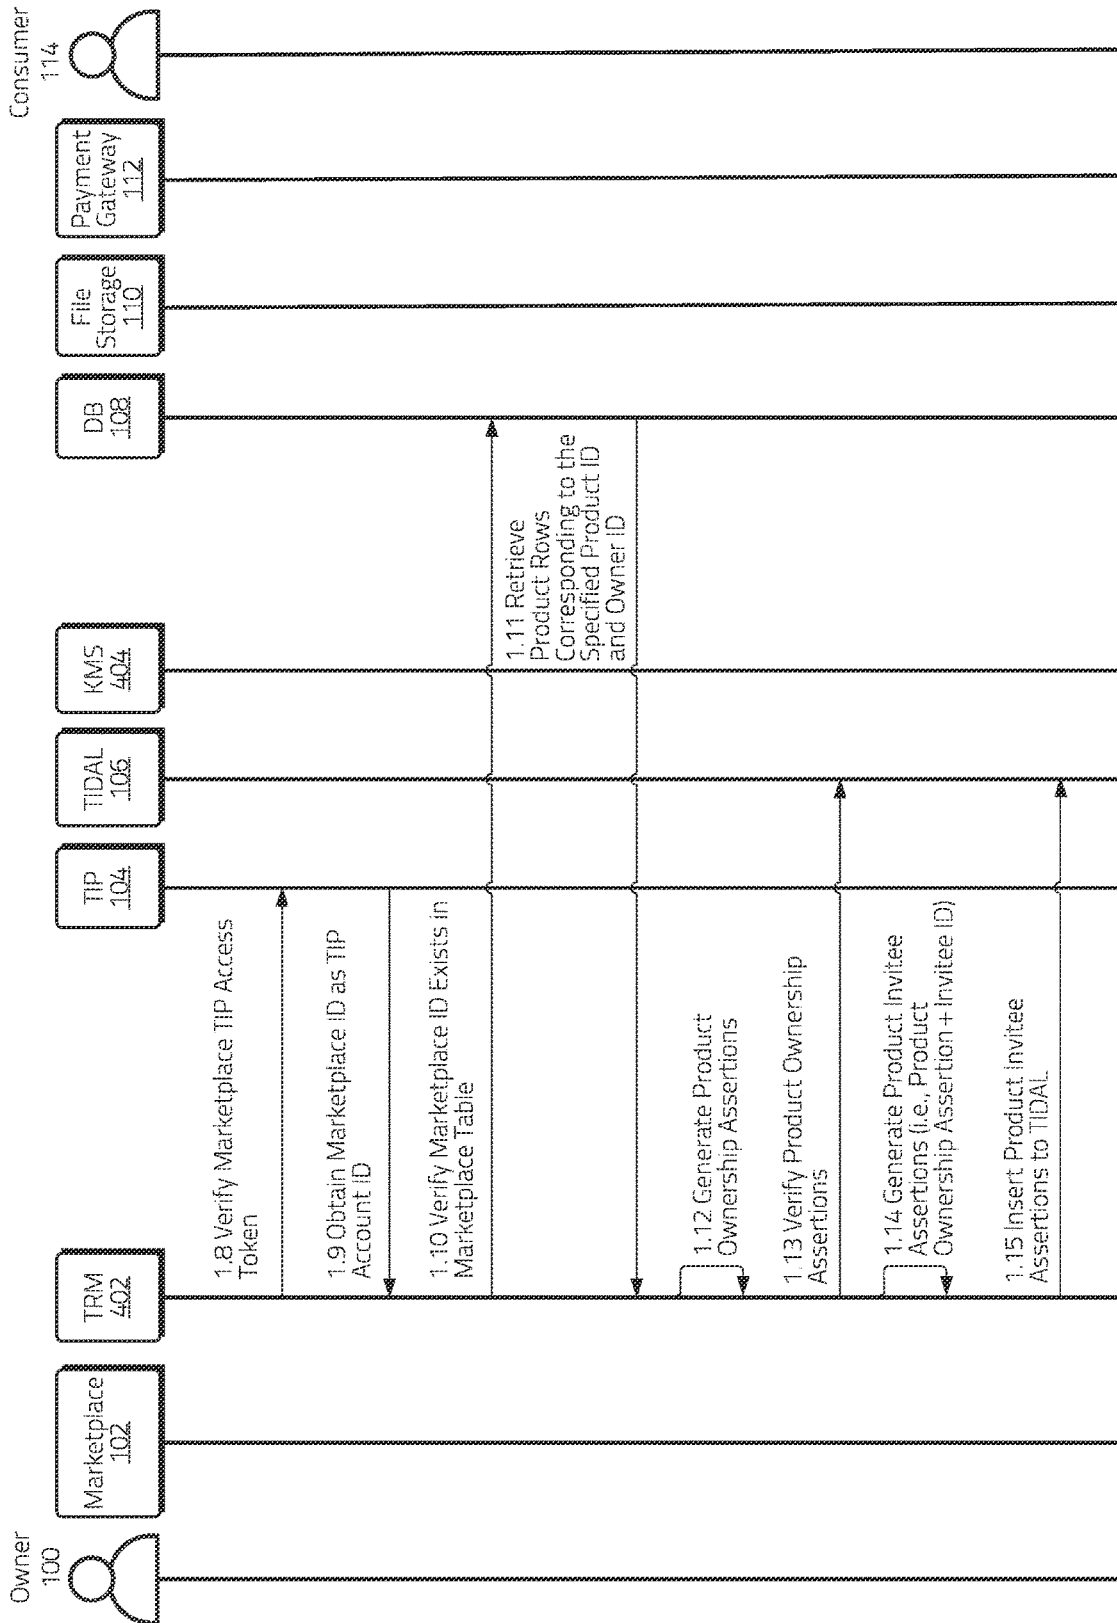 Owner
100
Marketplace
102
TRM
402
TIP
104
TIDAL
106
KMS
404
DB
108
File
Storage
110
Payment
Gateway
112
Consumer
114
1.8 Verify Marketplace TIP Access
Token
1.9 Obtain Marketplace ID as TIP
Account ID
1.10 Verify Marketplace ID Exists in
Marketplace Table
1.11 Retrieve
Product Rows
Corresponding to the
Specified Product ID
and Owner ID
1.12 Generate Product
Ownership Assertions
1.13 Verify Product Ownership
Assertions
1.14 Generate Product Invitee
Assertions (i.e., Product
Ownership Assertion + Invitee ID)
1.15 Insert Product Invitee
Assertions to TIDAL